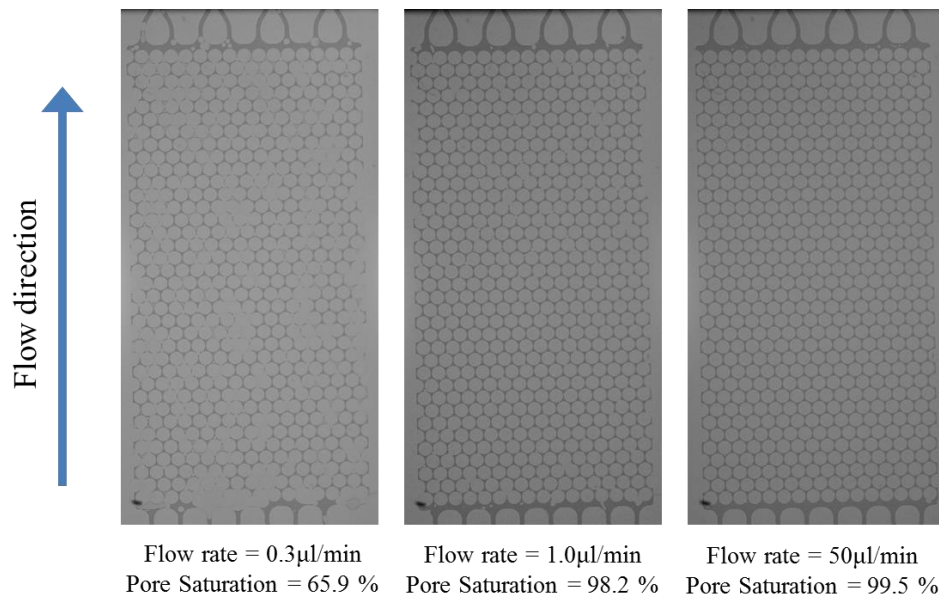 Flow direction
Flow rate = 0.3µl/min
Pore Saturation = 65.9 %
Flow rate = 1.0µl/min
Pore Saturation = 98.2 %
Flow rate = 50µl/min
Pore Saturation = 99.5 %